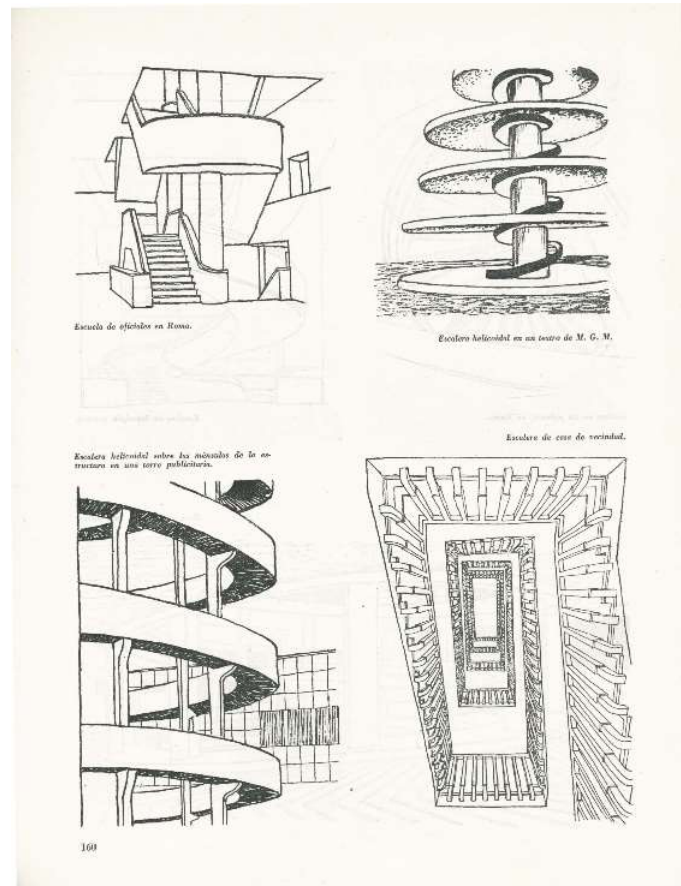 Escuela de oficiales en Roma.
Escalera helicoidal en un teatro de M. G. M.
Escalera helicoidal sobre las ménsulas de la es-
tructura en una torre publicitaria.
Escalera de casa de vecindad.
160